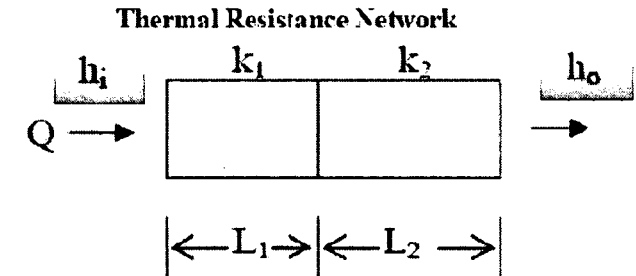 Thermal Resistance Network
hᵢ k₁ k₂ hₒ
Q
L₁ L₂